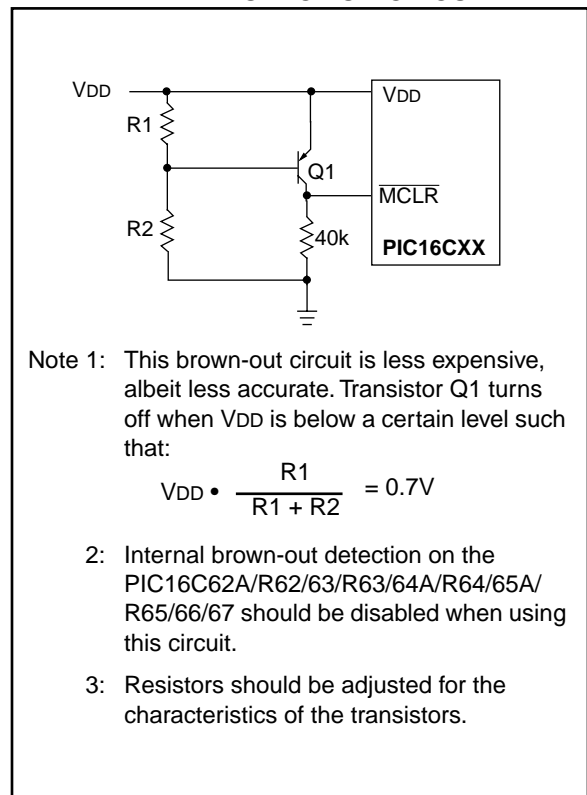 VDD
VDD
R1
Q1
MCLR
R2
40k
PIC16CXX
Note 1: This brown-out circuit is less expensive,
albeit less accurate. Transistor Q1 turns
off when VDD is below a certain level such
that:
VDD • R1 / R1 + R2 = 0.7V
2: Internal brown-out detection on the
PIC16C62A/R62/63/R63/64A/R64/65A/
R65/66/67 should be disabled when using
this circuit.
3: Resistors should be adjusted for the
characteristics of the transistors.